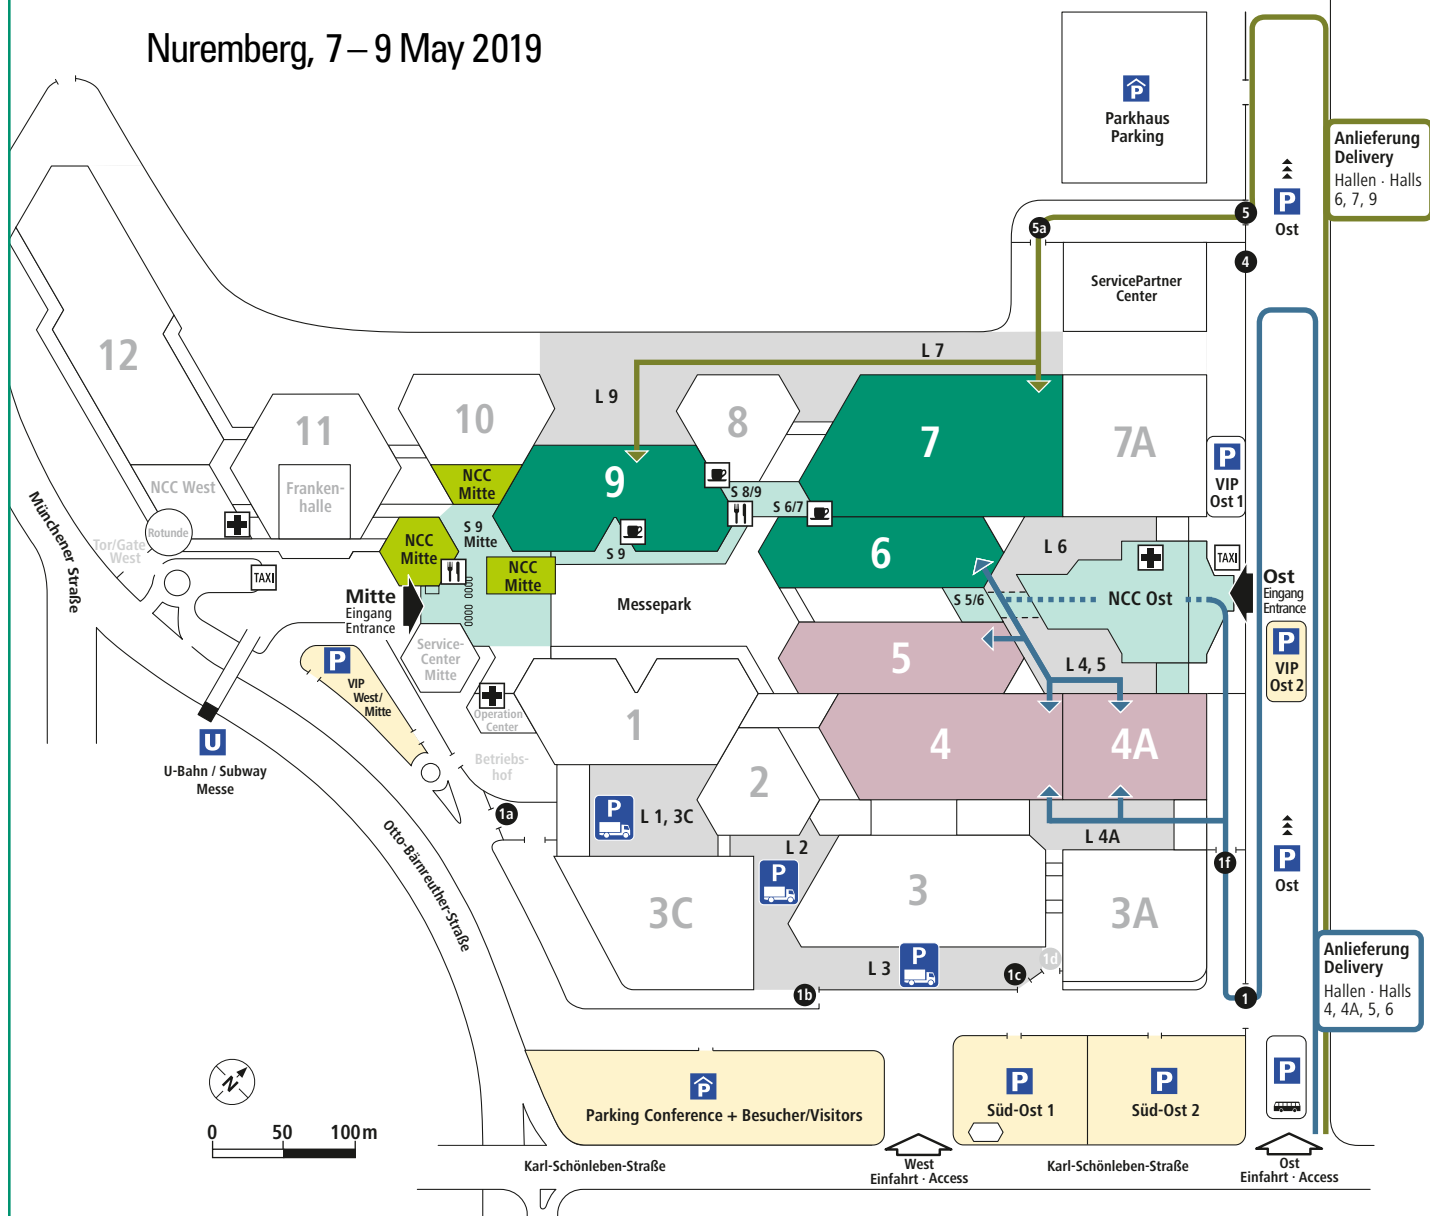 Nuremberg, 7 – 9 May 2019
P
Parkhaus
Parking
Anlieferung
Delivery
Hallen · Halls
6, 7, 9
P
Ost
5
5a
4
ServicePartner
Center
12
11
10
L 9
L 7
8
7
7A
9
NCC
Mitte
NCC West
Franken-
halle
Rotunde
Tor/Gate
West
Münchener Straße
TAXI
NCC
Mitte
S 9
Mitte
S 9
NCC
Mitte
S 8/9
S 6/7
P
VIP
Ost 1
6
L 6
TAXI
Mitte
Eingang
Entrance
Messepark
S 5/6
NCC Ost
Ost
Eingang
Entrance
Service-
Center
Mitte
P
VIP
West/
Mitte
5
L 4, 5
P
VIP
Ost 2
Operation
Center
1
4
4A
U
U-Bahn / Subway
Messe
Betriebs-
hof
2
1a
P
L 1, 3C
L 2
L 4A
1f
P
Ost
Otto-Bärnreuther-Straße
P
3C
3
3A
L 3
P
1d
1c
1b
1
Anlieferung
Delivery
Hallen · Halls
4, 4A, 5, 6
N
0 50 100 m
P
Parking Conference + Besucher/Visitors
P
Süd-Ost 1
P
Süd-Ost 2
P
Karl-Schönleben-Straße
West
Einfahrt · Access
Karl-Schönleben-Straße
Ost
Einfahrt · Access